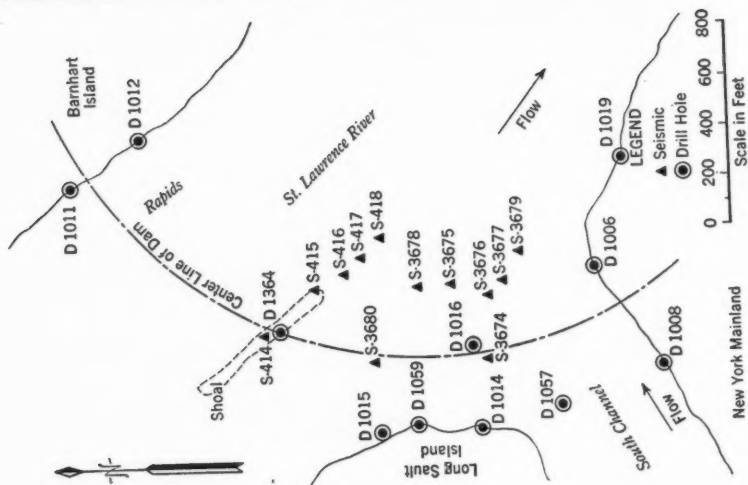 Barnhart
Island
D 1011
D 1012
Rapids
St. Lawrence River
Center Line of Dam
Shoal
D 1364
S-414
S-415
S-416
S-417
S-418
S-3680
S-3678
S-3675
S-3676
S-3677
S-3679
S-3674
D 1016
D 1015
D 1059
D 1014
D 1057
Long Sault
Island
N
South Channel
Flow
Flow
D 1008
D 1006
D 1019
New York Mainland
LEGEND
Seismic
Drill Hole
0 200 400 600 800
Scale in Feet